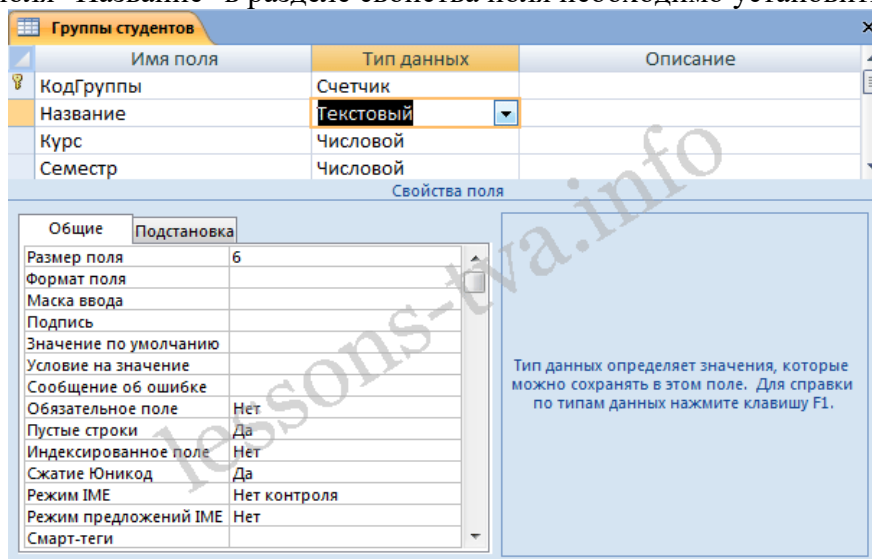 поля "Название" в разделе свойства поля необходимо установить
Группы студентов
Имя поля Тип данных Описание
КодГруппы Счетчик
Название Текстовый
Курс Числовой
Семестр Числовой
Свойства поля
Общие Подстановка
Размер поля 6
Формат поля
Маска ввода
Подпись
Значение по умолчанию
Условие на значение
Сообщение об ошибке
Обязательное поле Нет
Пустые строки Да
Индексированное поле Нет
Сжатие Юникод Да
Режим IME Нет контроля
Режим предложений IME Нет
Смарт-теги
Тип данных определяет значения, которые
можно сохранять в этом поле. Для справки
по типам данных нажмите клавишу F1.
lessons-tva.info